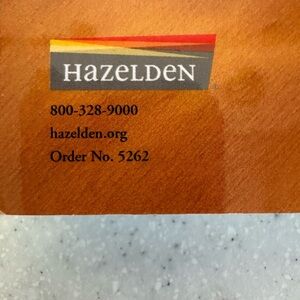 HAZELDEN
800-328-9000
hazelden.org
Order No. 5262